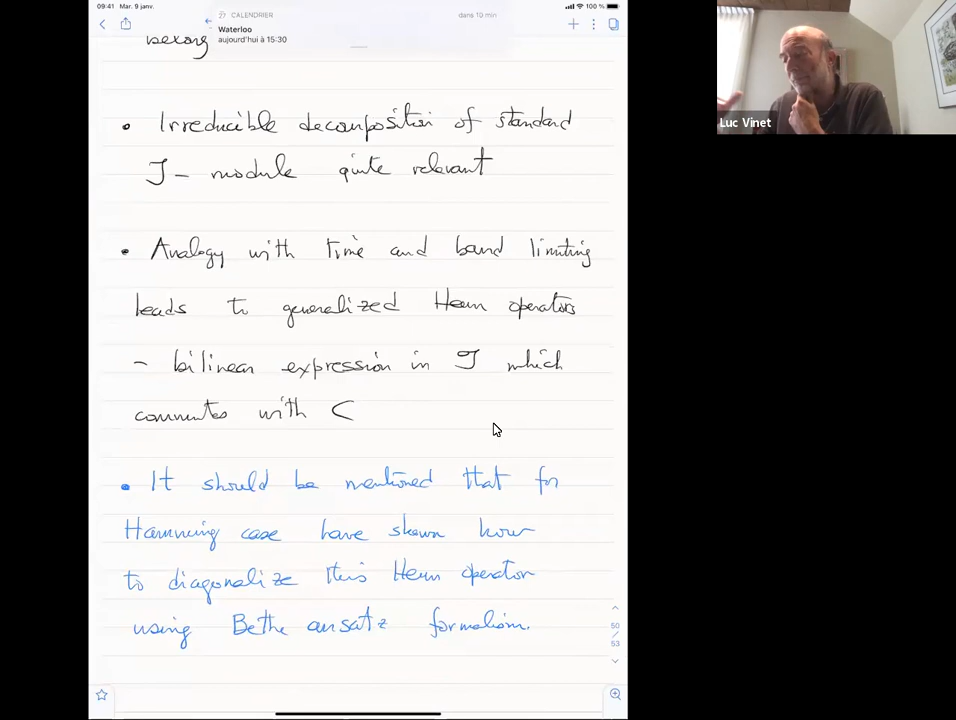 09:41 Mar. 9 janv.
CALENDRIER
dans 10 min
100 %
Waterloo
aujourd'hui à 15:30
Luc Vinet
• Irreducible decomposition of standard
J - module quite relevant
• Analogy with time and band limiting
leads to generalized Heun operators
- bilinear expression in J which
commutes with C
• It should be mentioned that for
Hamming case have shown how
to diagonalize this Heun operator
using Bethe ansatz formalism.
50
/
53